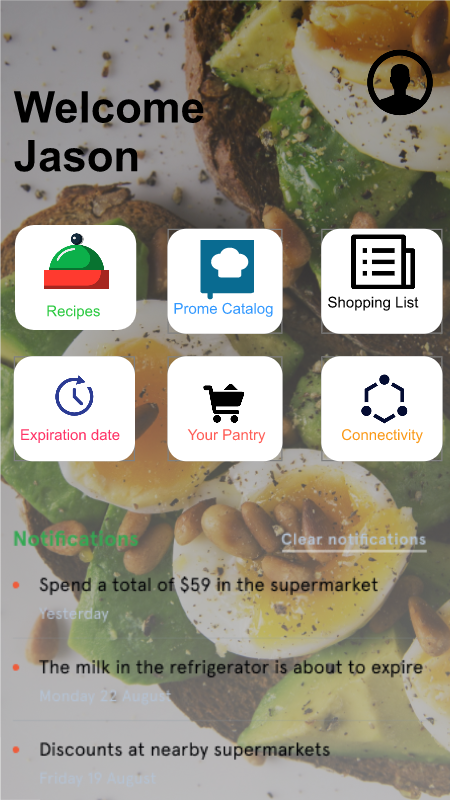 Welcome
Jason
Recipes
Prome Catalog
Shopping List
Expiration date
Your Pantry
Connectivity
Notifications
Clear notifications
Spend a total of $59 in the supermarket
Yesterday
The milk in the refrigerator is about to expire
Monday 22 August
Discounts at nearby supermarkets
Friday 19 August